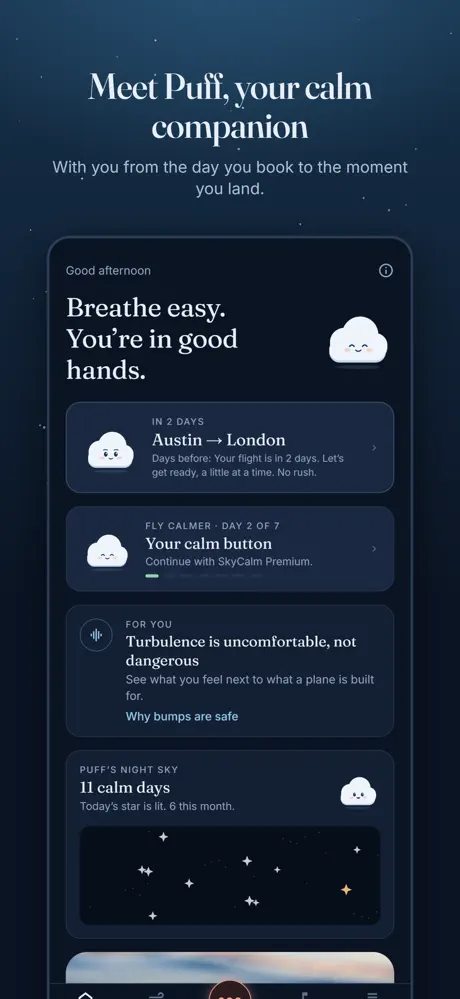 Meet Puff, your calm
companion
With you from the day you book to the moment
you land.
Good afternoon
Breathe easy.
You're in good
hands.
IN 2 DAYS
Austin → London
Days before: Your flight is in 2 days. Let's
get ready, a little at a time. No rush.
FLY CALMER · DAY 2 OF 7
Your calm button
Continue with SkyCalm Premium.
FOR YOU
Turbulence is uncomfortable, not
dangerous
See what you feel next to what a plane is built
for.
Why bumps are safe
PUFF'S NIGHT SKY
11 calm days
Today's star is lit. 6 this month.